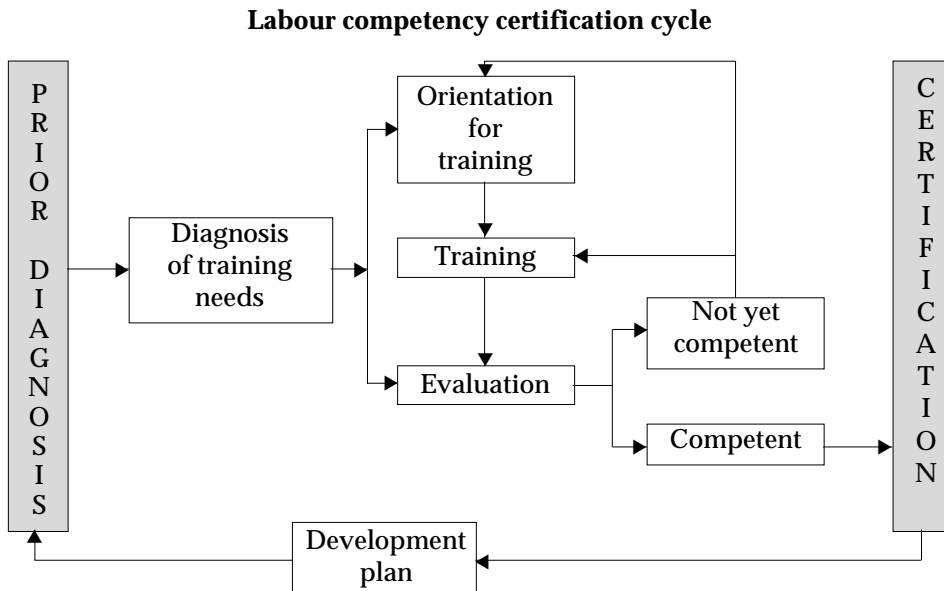 Labour competency certification cycle
PRIOR DIAGNOSIS
Diagnosis
of training
needs
Orientation
for
training
Training
Evaluation
Not yet
competent
Competent
CERTIFICATION
Development
plan